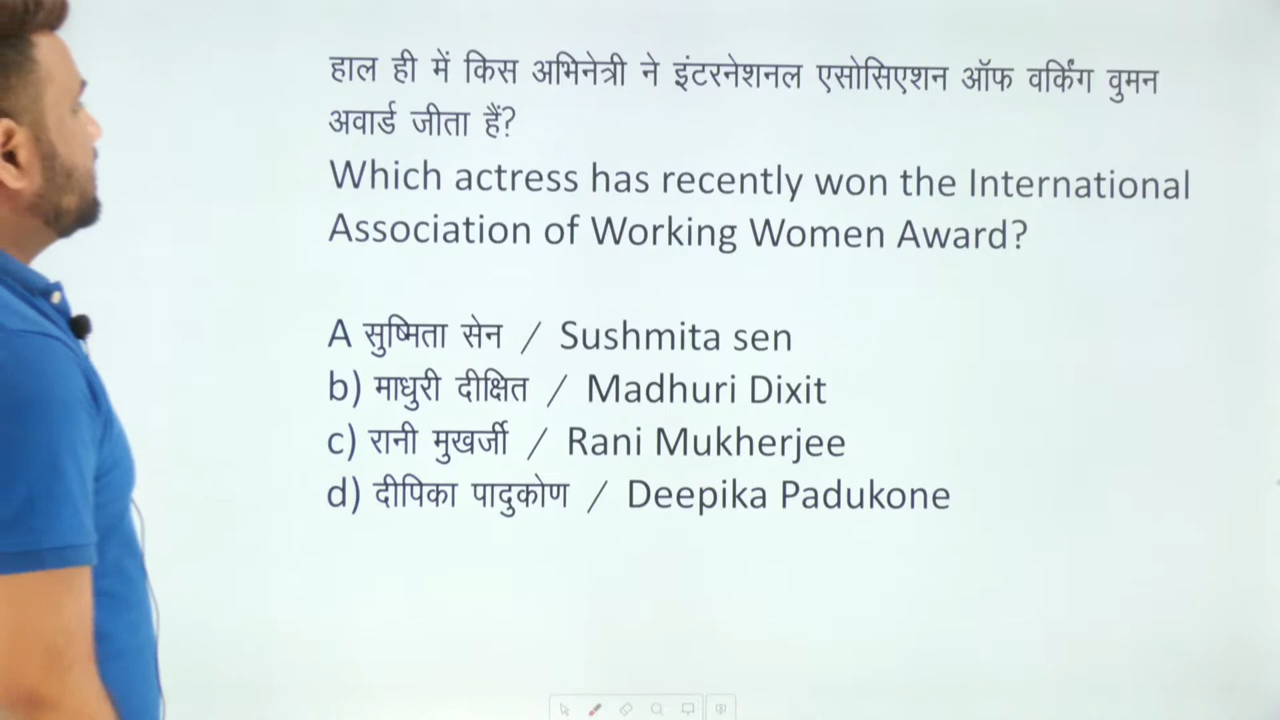 हाल ही में किस अभिनेत्री ने इंटरनेशनल एसोसिएशन ऑफ वर्किंग वुमन
अवार्ड जीता हैं?
Which actress has recently won the International
Association of Working Women Award?
A सुष्मिता सेन / Sushmita sen
b) माधुरी दीक्षित / Madhuri Dixit
c) रानी मुखर्जी / Rani Mukherjee
d) दीपिका पादुकोण / Deepika Padukone